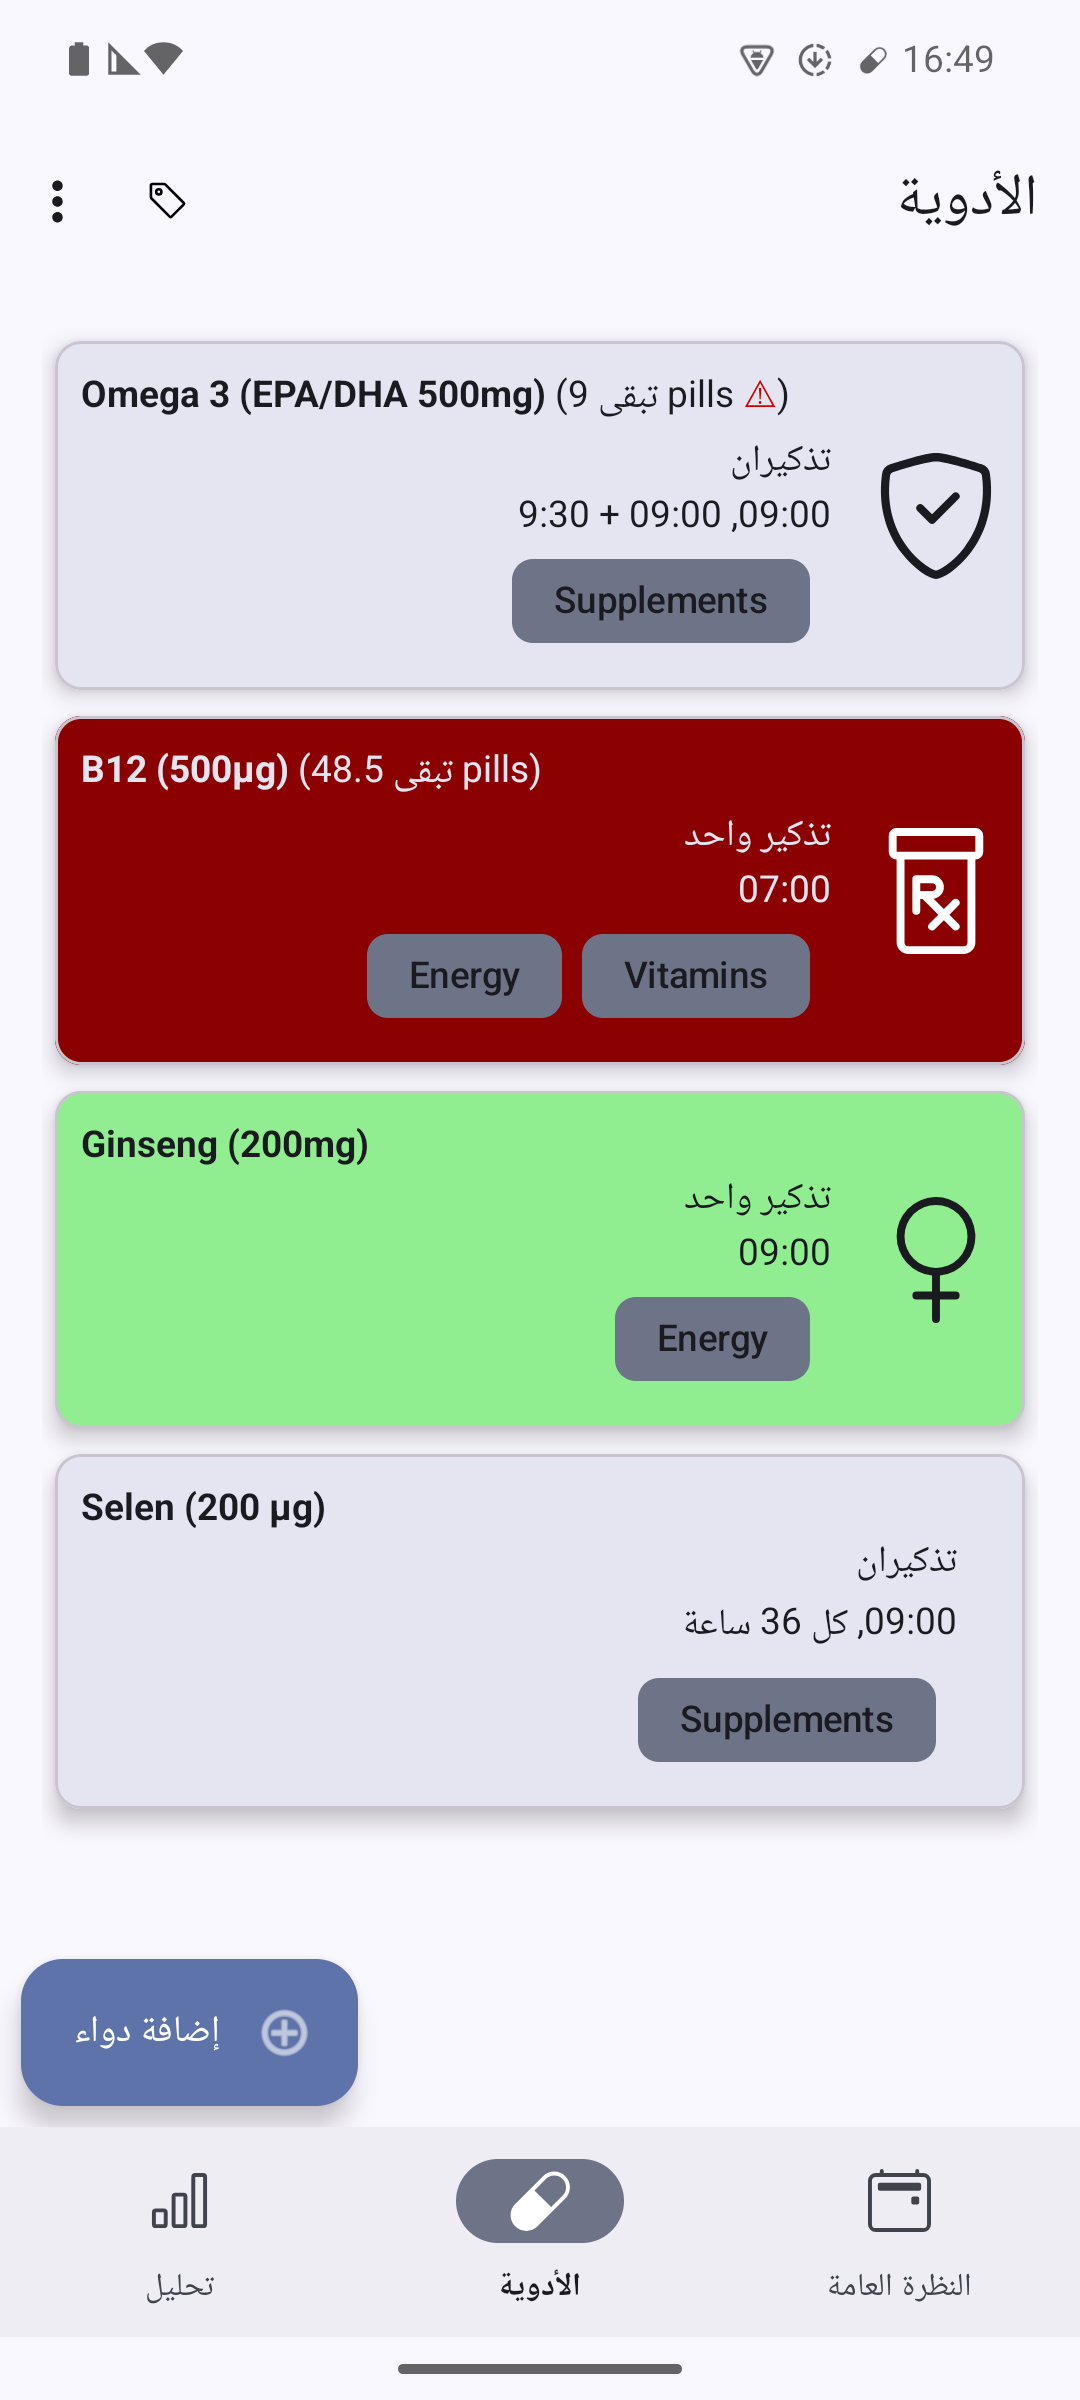 16:49
الأدوية
Omega 3 (EPA/DHA 500mg) (9 تبقى pills ⚠)
تذكيران
09:00, 09:00 + 9:30
Supplements
B12 (500µg) (48.5 تبقى pills)
تذكير واحد
07:00
Vitamins Energy
Ginseng (200mg)
تذكير واحد
09:00
Energy
Selen (200 µg)
تذكيران
09:00, كل 36 ساعة
Supplements
إضافة دواء
النظرة العامة الأدوية تحليل